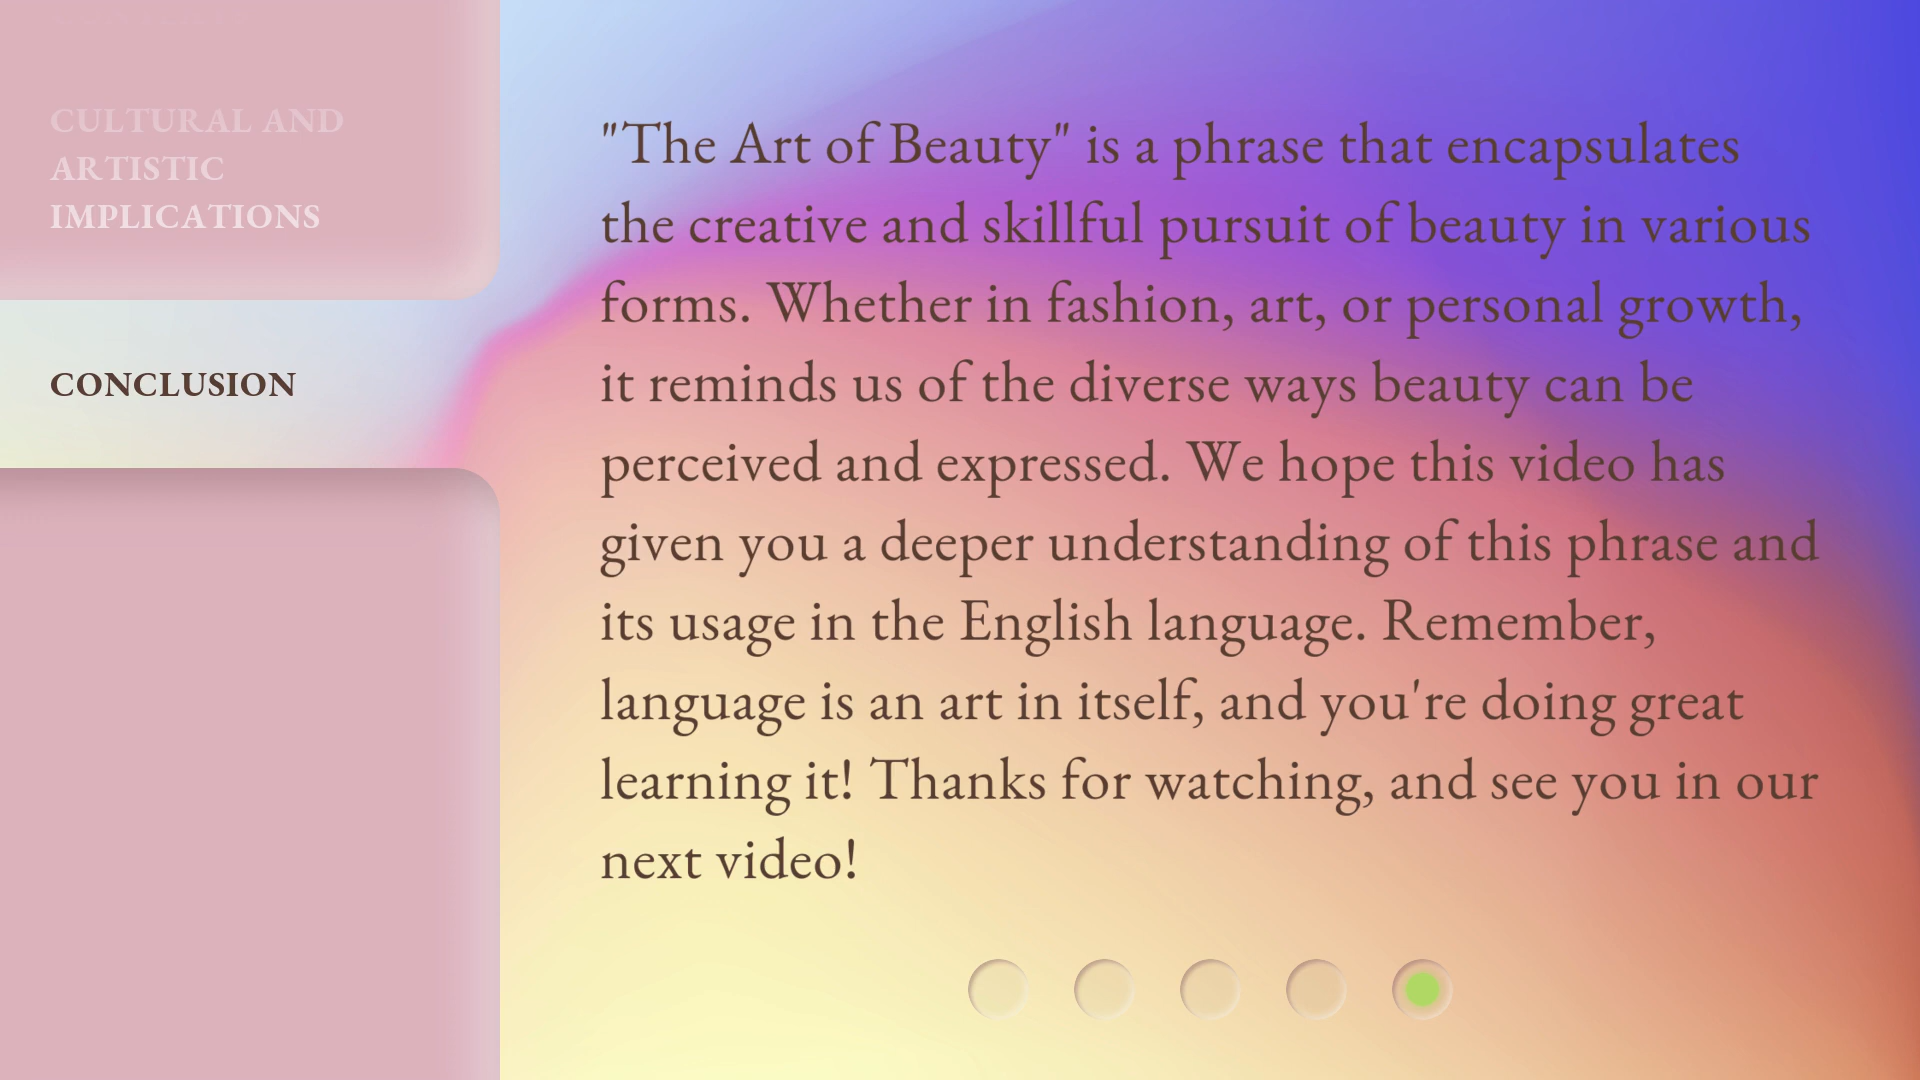 CULTURAL AND
ARTISTIC
IMPLICATIONS
CONCLUSION
"The Art of Beauty" is a phrase that encapsulates
the creative and skillful pursuit of beauty in various
forms. Whether in fashion, art, or personal growth,
it reminds us of the diverse ways beauty can be
perceived and expressed. We hope this video has
given you a deeper understanding of this phrase and
its usage in the English language. Remember,
language is an art in itself, and you're doing great
learning it! Thanks for watching, and see you in our
next video!